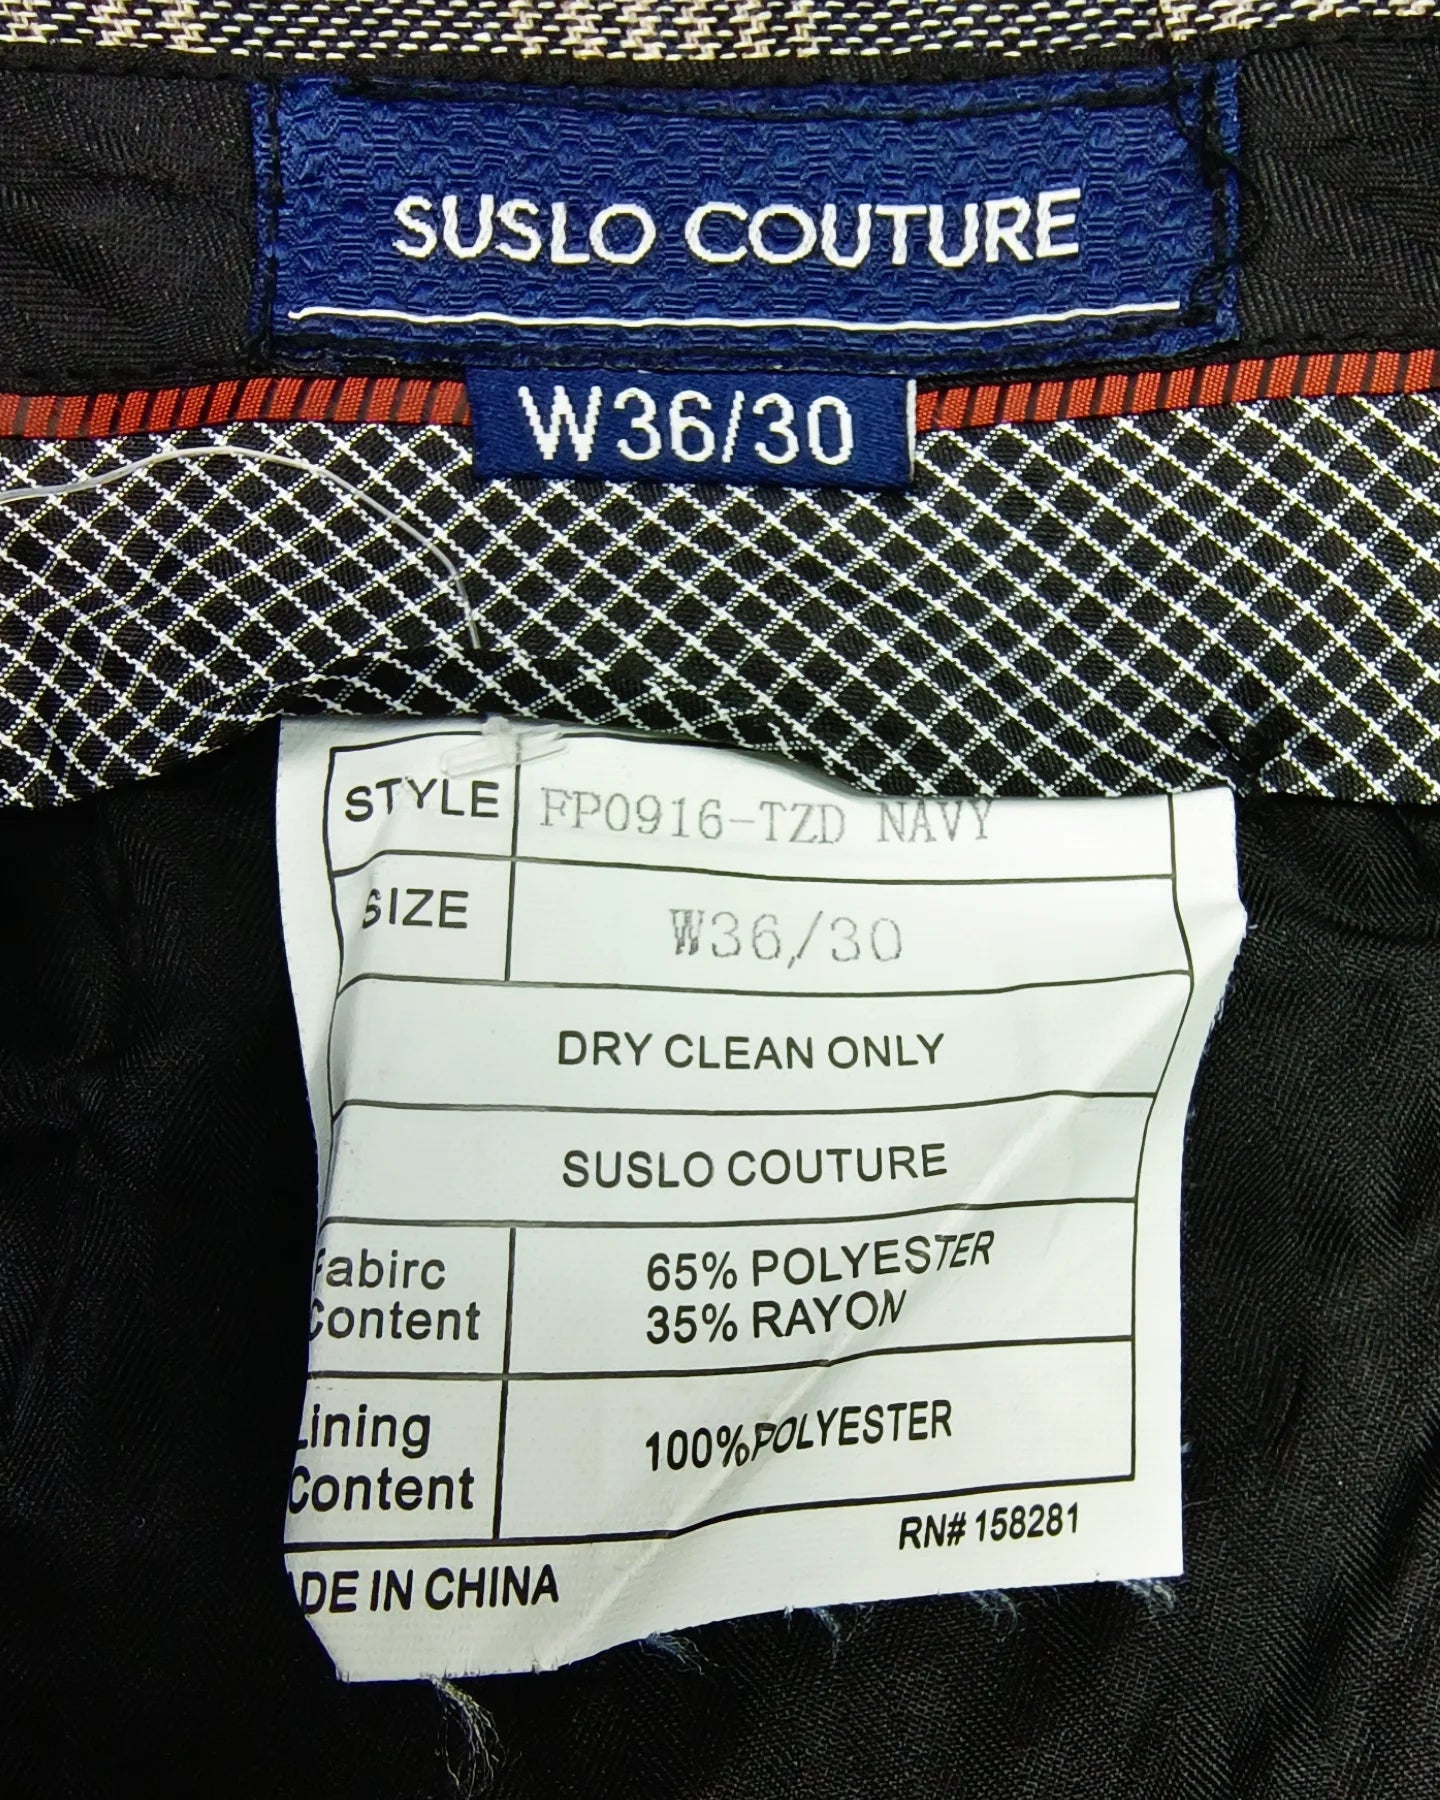 SUSLO COUTURE
W36/30
STYLE FP0916-TZD NAVY
SIZE W36/30
DRY CLEAN ONLY
SUSLO COUTURE
Fabirc
Content
65% POLYESTER
35% RAYON
Lining
Content
100%POLYESTER
RN# 158281
ADE IN CHINA